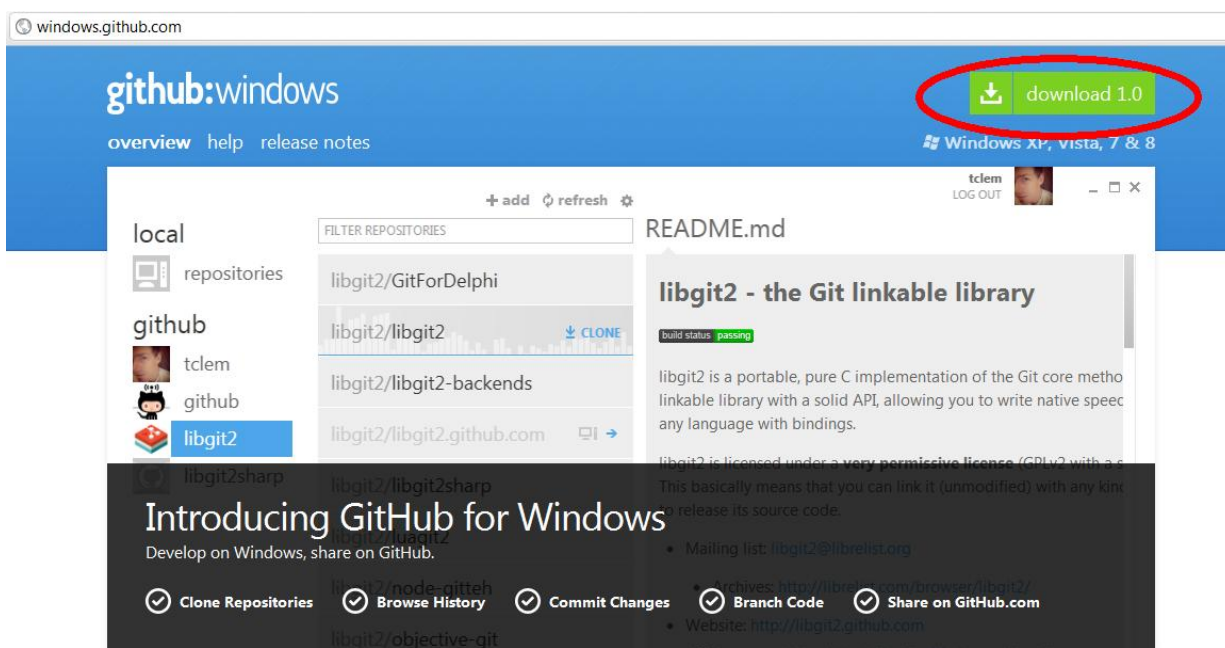 windows.github.com
github:windows
download 1.0
overview help release notes
Windows XP, Vista, 7 & 8
tclem
LOG OUT
+ add refresh
local
FILTER REPOSITORIES
README.md
repositories
libgit2/GitForDelphi
libgit2 - the Git linkable library
github
libgit2/libgit2
CLONE
build status passing
tclem
libgit2/libgit2-backends
libgit2 is a portable, pure C implementation of the Git core metho
github
linkable library with a solid API, allowing you to write native speed
any language with bindings.
libgit2
libgit2/libgit2.github.com
libgit2 is licensed under a very permissive license (GPLv2 with a s
libgit2sharp
libgit2/libgit2sharp
This basically means that you can link it (unmodified) with any kind
to release its source code.
Introducing GitHub for Windows
libgit2/luagit2
Mailing list: libgit2@librelist.org
Develop on Windows, share on GitHub.
libgit2/node-gitteh
Archives: http://librelist.com/browser/libgit2/
Clone Repositories
Browse History
Commit Changes
Branch Code
Share on GitHub.com
Website: http://libgit2.github.com
libgit2/objective-git